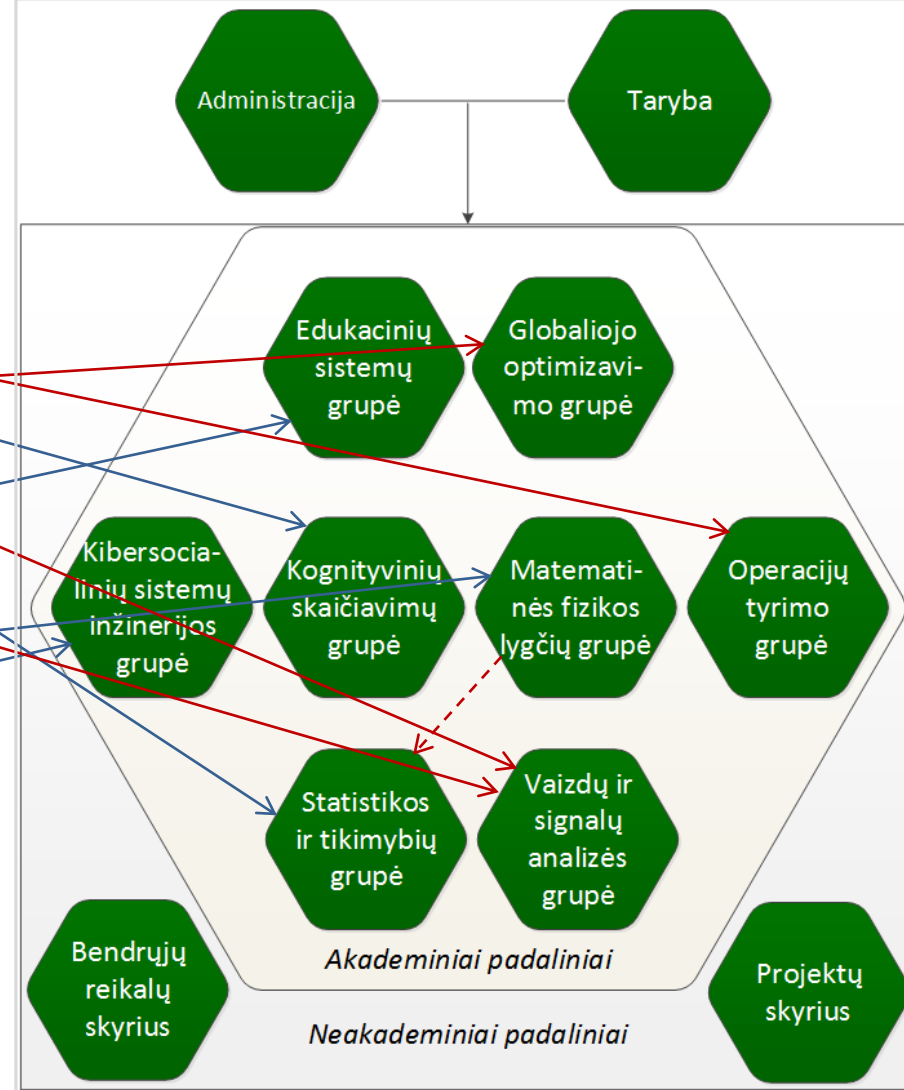 Administracija
Taryba
Edukacinių
sistemų
grupė
Globaliojo
optimizavi-
mo grupė
Kibersocia-
linių sistemų
inžinerijos
grupė
Kognityvinių
skaičiavimų
grupė
Matemati-
nės fizikos
lygčių grupė
Operacijų
tyrimo
grupė
Statistikos
ir tikimybių
grupė
Vaizdų ir
signalų
analizės
grupė
Akademiniai padaliniai
Bendrųjų
reikalų
skyrius
Projektų
skyrius
Neakademiniai padaliniai